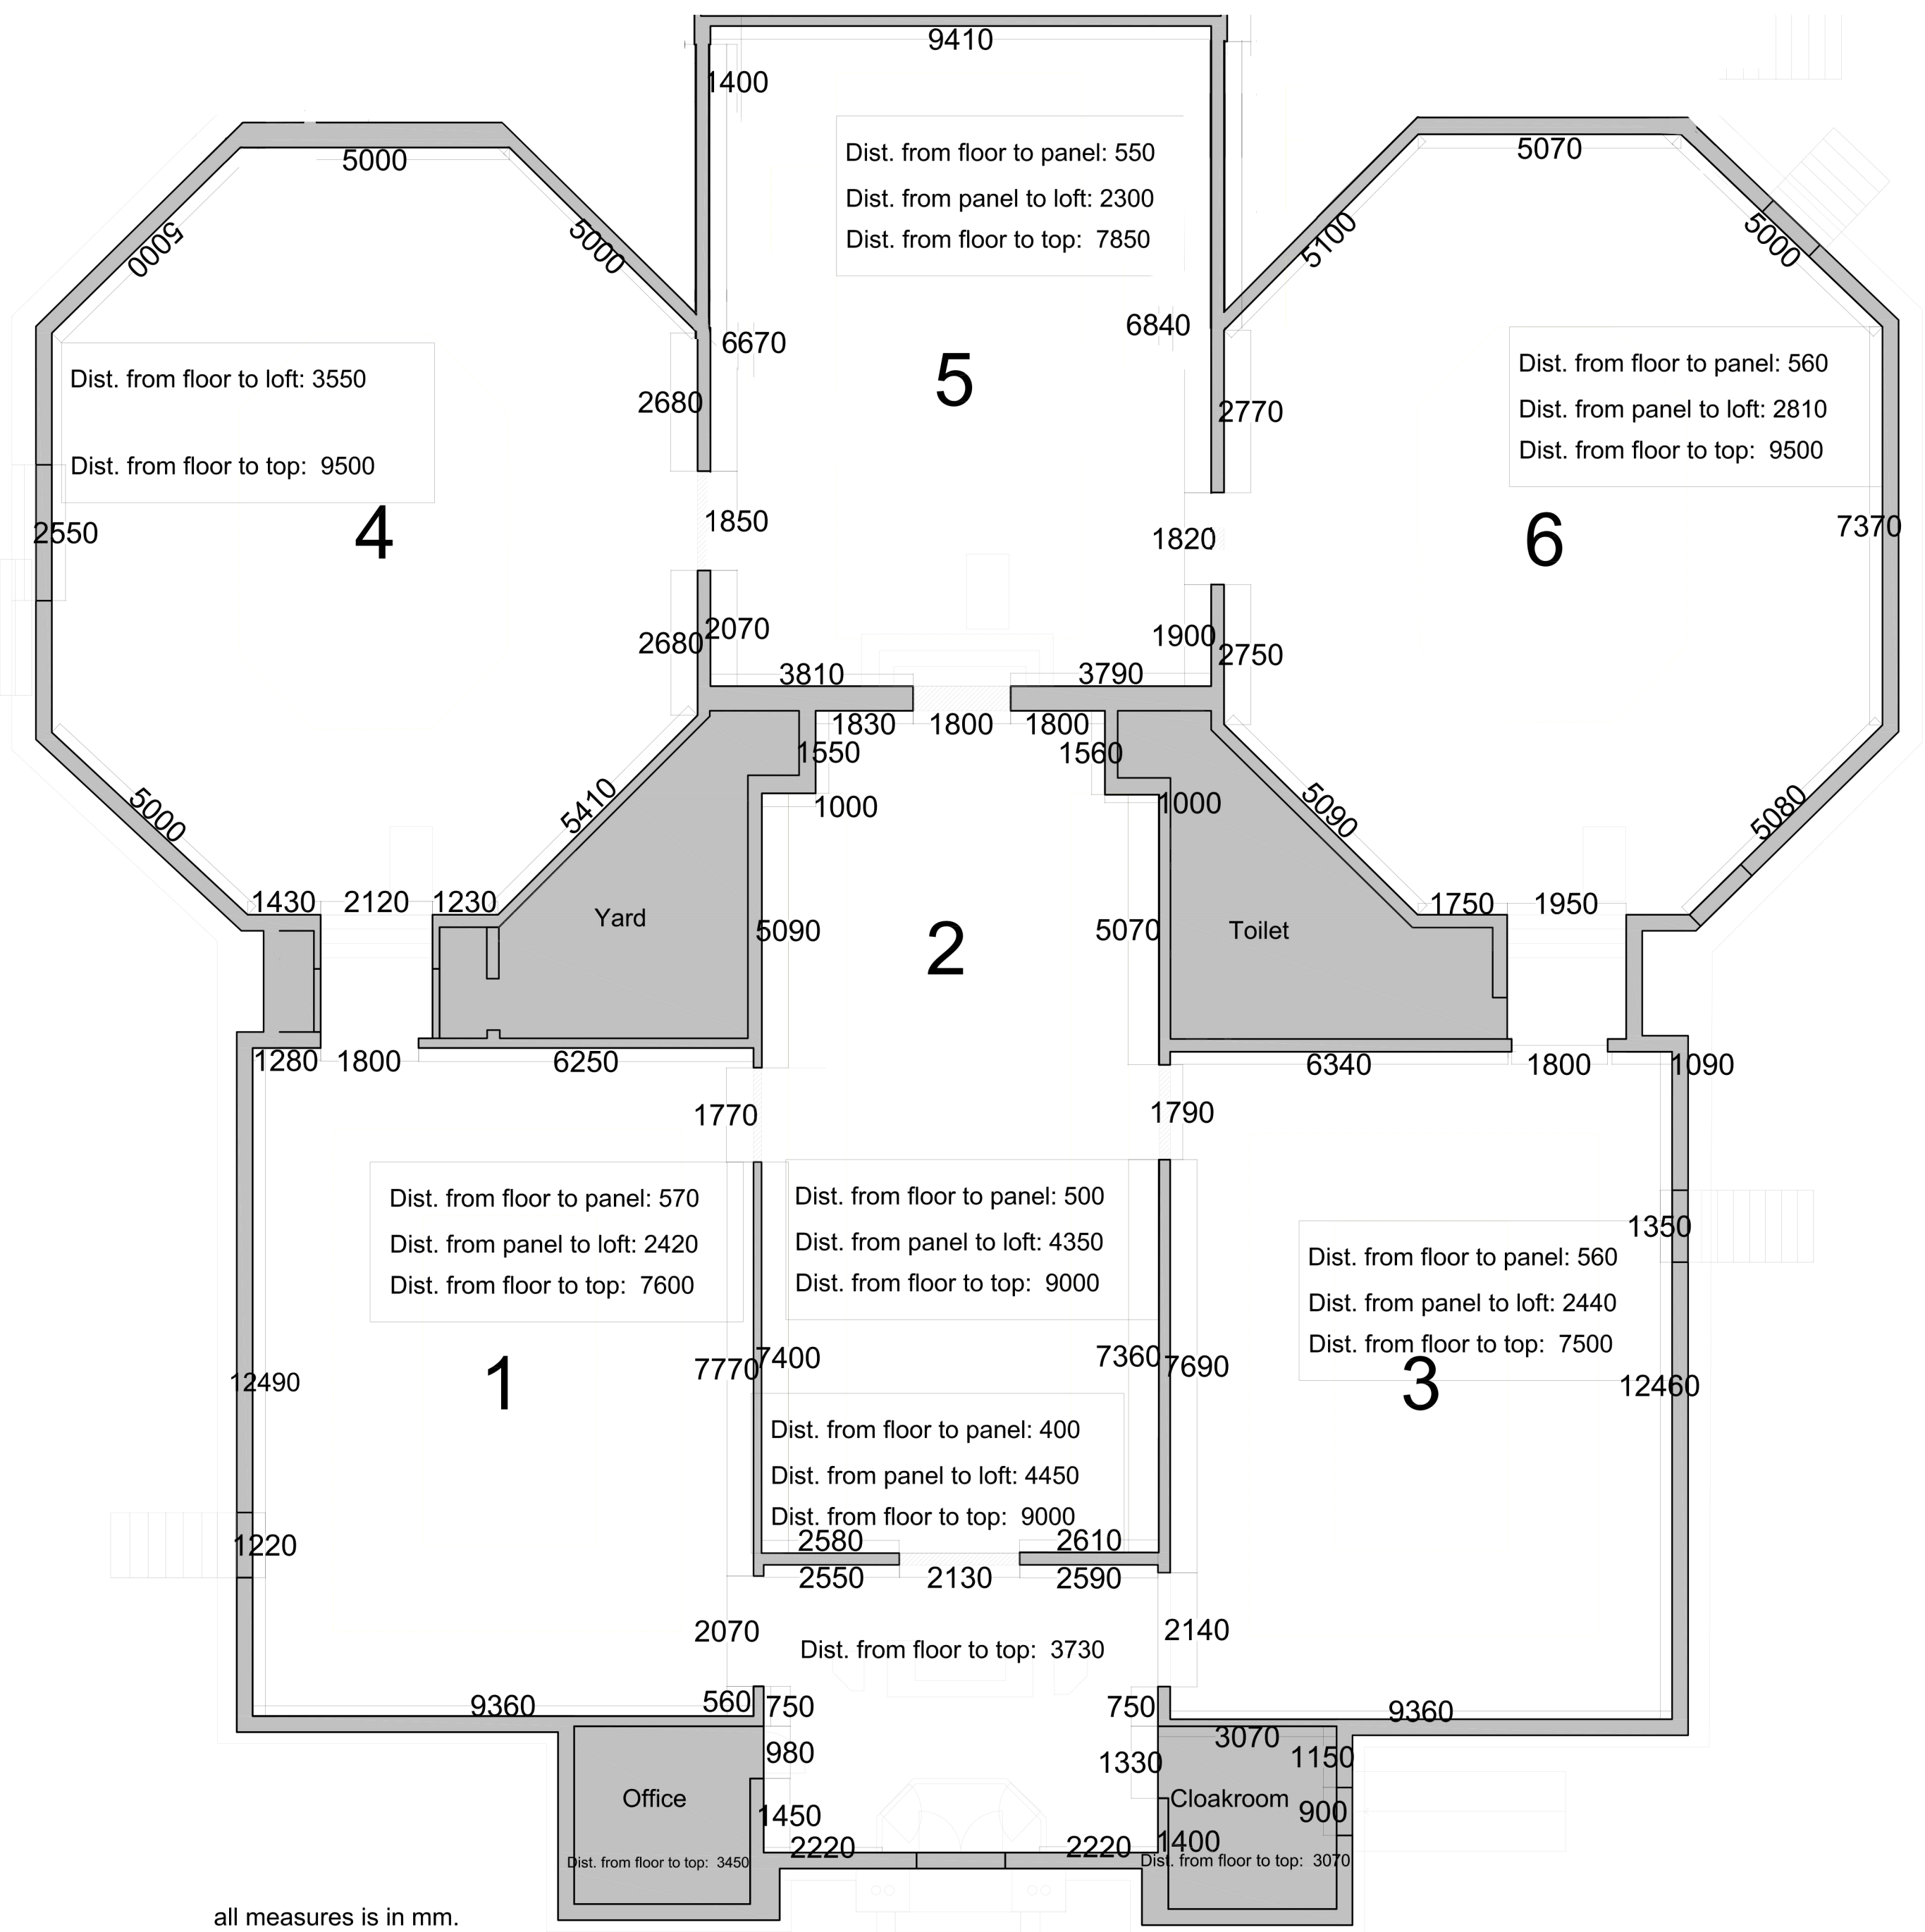 9410
1400
5000
5070
Dist. from floor to panel: 550
Dist. from panel to loft: 2300
Dist. from floor to top: 7850
5000
5000
5100
5000
6670
6840
5
Dist. from floor to loft: 3550
Dist. from floor to top: 9500
2680
2770
Dist. from floor to panel: 560
Dist. from panel to loft: 2810
Dist. from floor to top: 9500
2550
4
1850
1820
6
7370
2680
2070
1900
2750
3810
3790
1830
1800
1800
1550
1560
1000
1000
5000
5410
5090
5080
1430
2120
1230
Yard
5090
2
5070
Toilet
1750
1950
1280
1800
6250
6340
1800
1090
1770
1790
Dist. from floor to panel: 570
Dist. from panel to loft: 2420
Dist. from floor to top: 7600
Dist. from floor to panel: 500
Dist. from panel to loft: 4350
Dist. from floor to top: 9000
1350
Dist. from floor to panel: 560
Dist. from panel to loft: 2440
Dist. from floor to top: 7500
12490
1
7770
7400
7360
7690
3
12460
Dist. from floor to panel: 400
Dist. from panel to loft: 4450
Dist. from floor to top: 9000
1220
2580
2610
2550
2130
2590
2070
2140
Dist. from floor to top: 3730
9360
560
750
750
9360
980
1330
3070
1150
Office
1450
Cloakroom
900
2220
2220
1400
Dist. from floor to top: 3450
Dist. from floor to top: 3070
all measures is in mm.